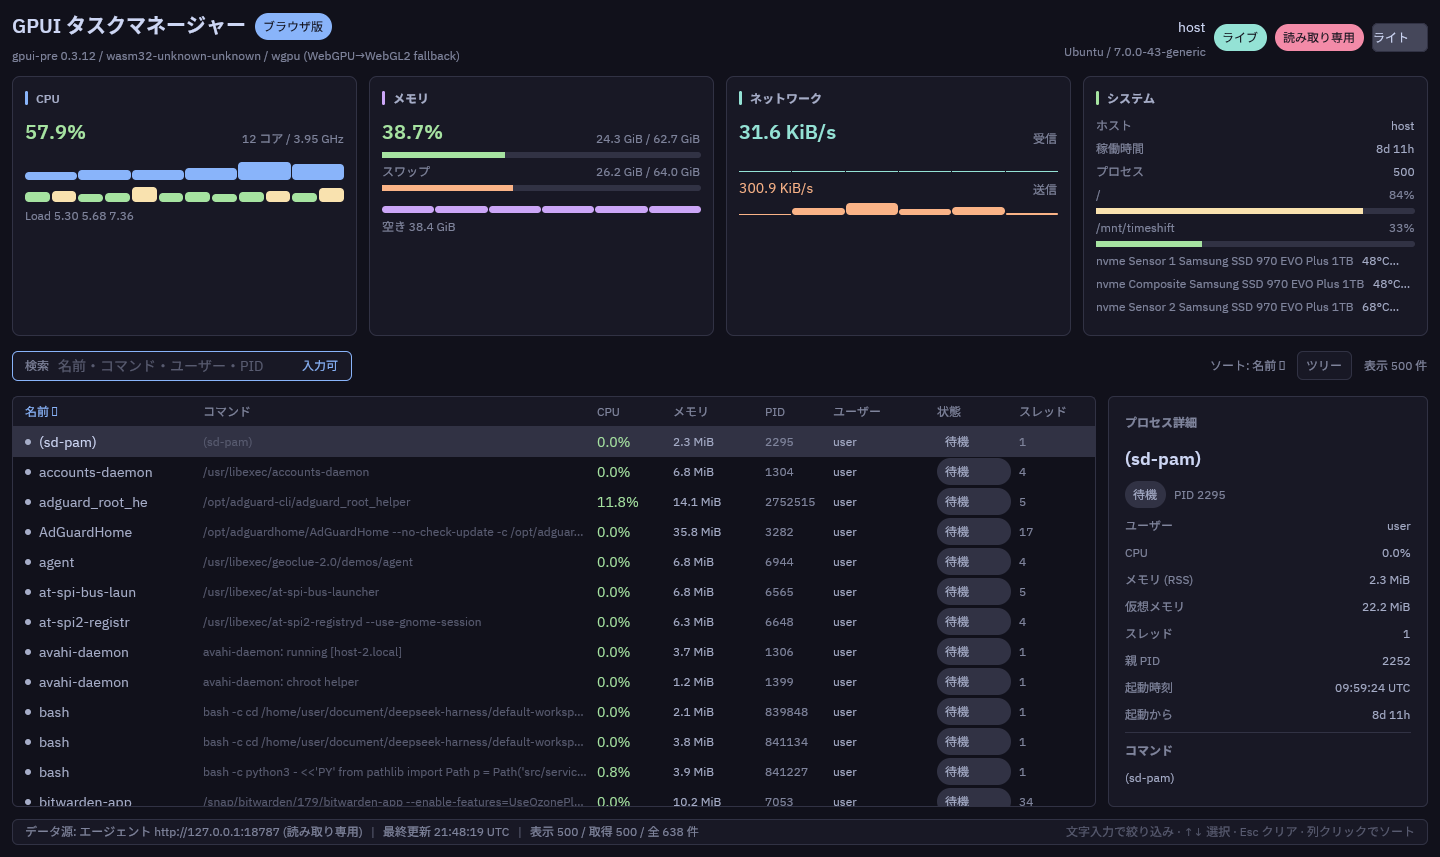 GPUI タスクマネージャー ブラウザ版
gpui-pre 0.3.12 / wasm32-unknown-unknown / wgpu (WebGPU→WebGL2 fallback)
host
Ubuntu / 7.0.0-43-generic
ライブ 読み取り専用 ライト
CPU
57.9% 12 コア / 3.95 GHz
Load 5.30 5.68 7.36
メモリ
38.7% 24.3 GiB / 62.7 GiB
スワップ 26.2 GiB / 64.0 GiB
空き 38.4 GiB
ネットワーク
31.6 KiB/s 受信
300.9 KiB/s 送信
システム
ホスト host
稼働時間 8d 11h
プロセス 500
/ 84%
/mnt/timeshift 33%
nvme Sensor 1 Samsung SSD 970 EVO Plus 1TB 48°C…
nvme Composite Samsung SSD 970 EVO Plus 1TB 48°C…
nvme Sensor 2 Samsung SSD 970 EVO Plus 1TB 68°C…
検索 名前・コマンド・ユーザー・PID 入力可
ソート: 名前 ツリー 表示 500 件
名前 コマンド CPU メモリ PID ユーザー 状態 スレッド
(sd-pam) (sd-pam) 0.0% 2.3 MiB 2295 user 待機 1
accounts-daemon /usr/libexec/accounts-daemon 0.0% 6.8 MiB 1304 user 待機 4
adguard_root_he /opt/adguard-cli/adguard_root_helper 11.8% 14.1 MiB 2752515 user 待機 5
AdGuardHome /opt/adguardhome/AdGuardHome --no-check-update -c /opt/adguar… 0.0% 35.8 MiB 3282 user 待機 17
agent /usr/libexec/geoclue-2.0/demos/agent 0.0% 6.8 MiB 6944 user 待機 4
at-spi-bus-laun /usr/libexec/at-spi-bus-launcher 0.0% 6.8 MiB 6565 user 待機 5
at-spi2-registr /usr/libexec/at-spi2-registryd --use-gnome-session 0.0% 6.3 MiB 6648 user 待機 4
avahi-daemon avahi-daemon: running [host-2.local] 0.0% 3.7 MiB 1306 user 待機 1
avahi-daemon avahi-daemon: chroot helper 0.0% 1.2 MiB 1399 user 待機 1
bash bash -c cd /home/user/document/deepseek-harness/default-worksp… 0.0% 2.1 MiB 839848 user 待機 1
bash bash -c cd /home/user/document/deepseek-harness/default-worksp… 0.0% 3.8 MiB 841134 user 待機 1
bash bash -c python3 - <<'PY' from pathlib import Path p = Path('src/servic… 0.8% 3.9 MiB 841227 user 待機 1
bitwarden-app /snap/bitwarden/179/bitwarden-app --enable-features=UseOzonePl… 0.0% 10.2 MiB 7053 user 待機 34
プロセス詳細
(sd-pam)
待機 PID 2295
ユーザー user
CPU 0.0%
メモリ (RSS) 2.3 MiB
仮想メモリ 22.2 MiB
スレッド 1
親 PID 2252
起動時刻 09:59:24 UTC
起動から 8d 11h
コマンド
(sd-pam)
データ源: エージェント http://127.0.0.1:18787 (読み取り専用) | 最終更新 21:48:19 UTC | 表示 500 / 取得 500 / 全 638 件
文字入力で絞り込み · ↑↓ 選択 · Esc クリア · 列クリックでソート